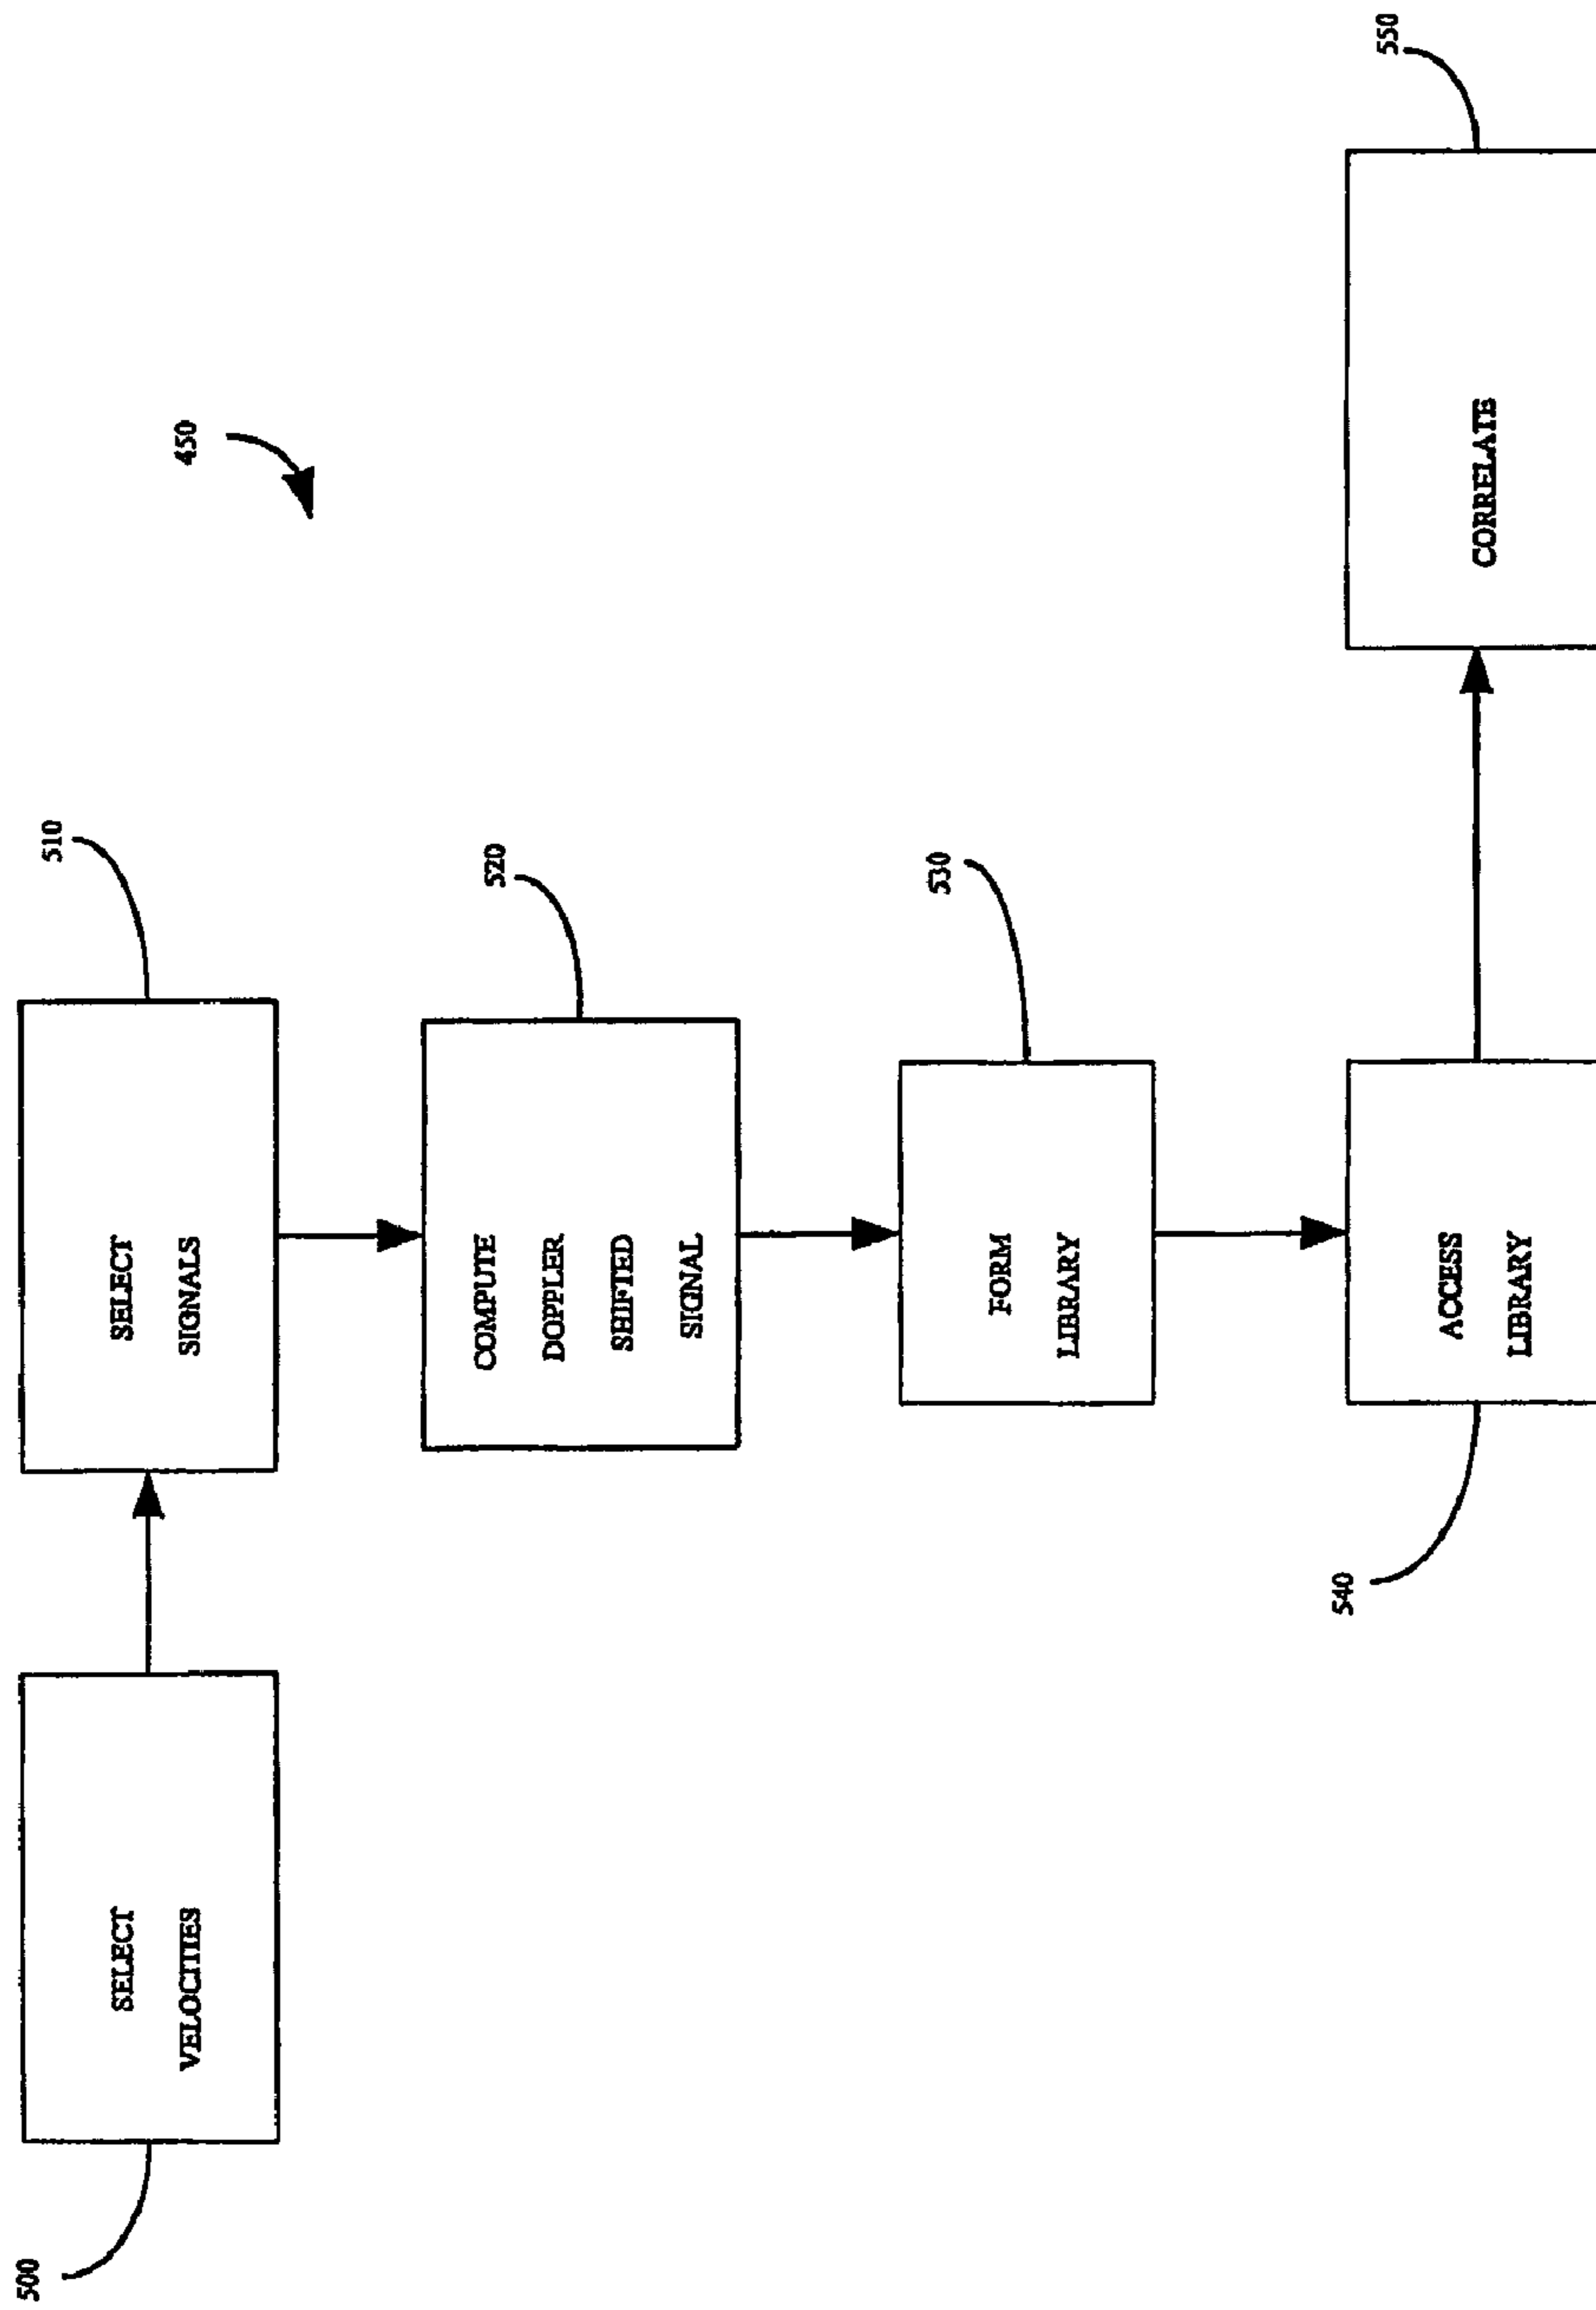 450
500
SELECT
VELOCITIES
510
SELECT
SIGNALS
520
COMPUTE
DOPPLER
SHIFTED
SIGNAL
530
FORM
LIBRARY
540
ACCESS
LIBRARY
550
CORRELATE